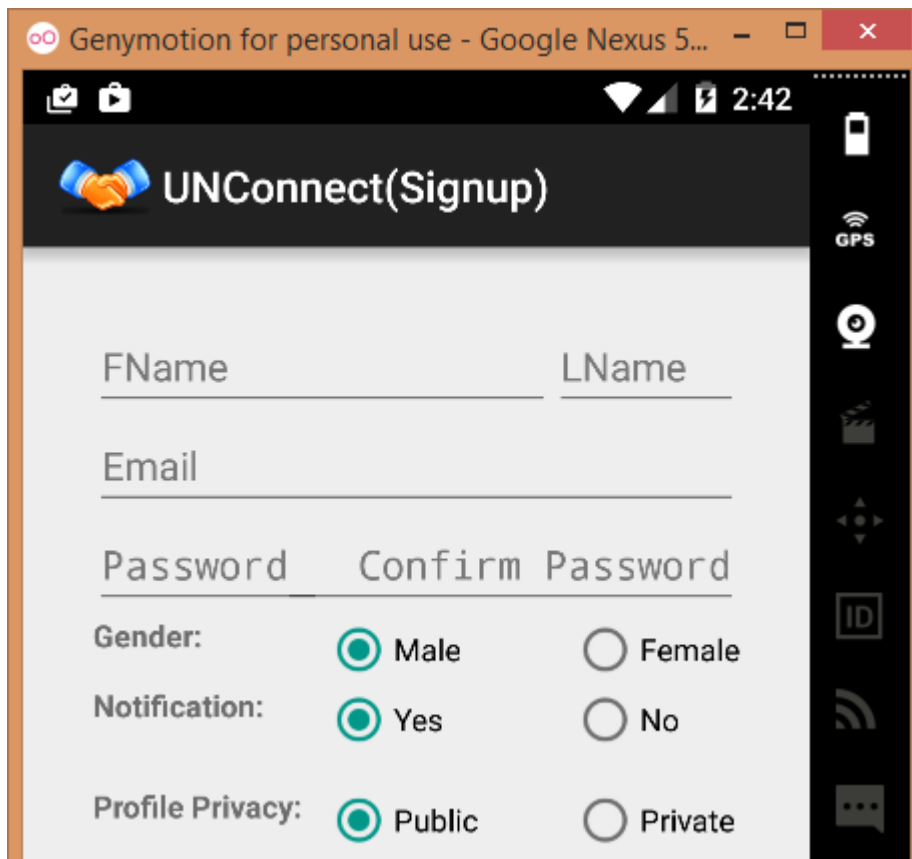 Genymotion for personal use - Google Nexus 5...
2:42
UNConnect(Signup)
GPS
FName LName
Email
Password Confirm Password
ID
Gender: Male Female
Notification: Yes No
Profile Privacy: Public Private